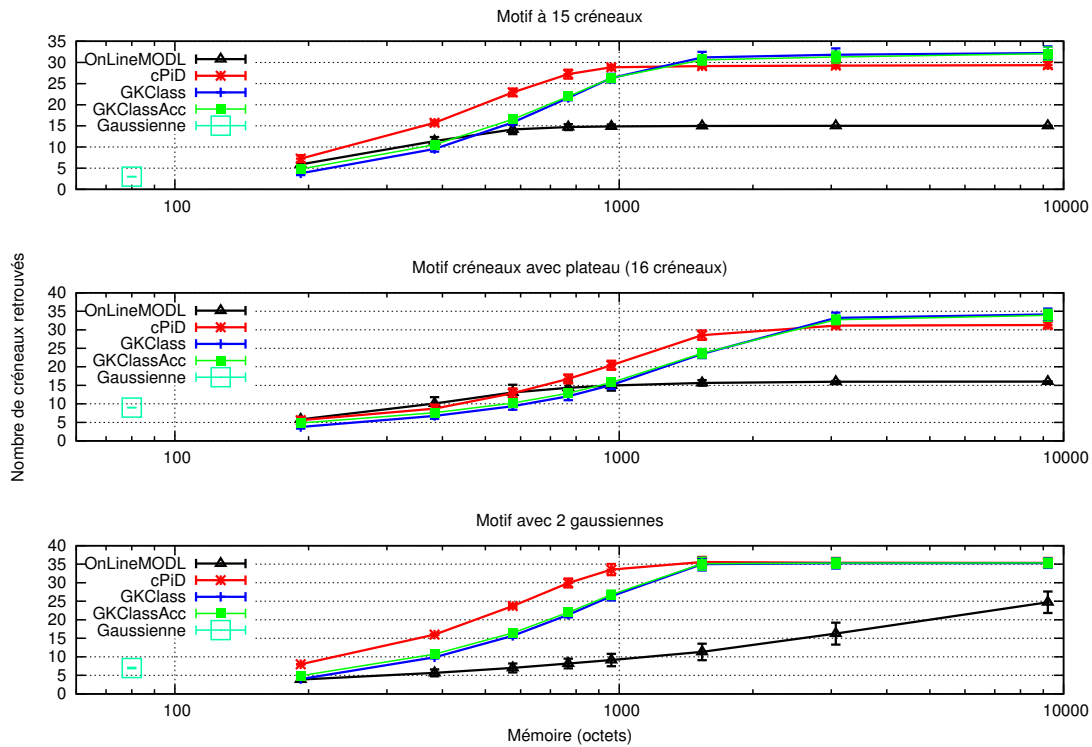 Motif à 15 créneaux
35
30
25
20
15
10
5
0
OnLineMODL
cPiD
GKClass
GKClassAcc
Gaussienne
100
1000
10000
Nombre de créneaux retrouvés
Motif créneaux avec plateau (16 créneaux)
40
35
30
25
20
15
10
5
0
OnLineMODL
cPiD
GKClass
GKClassAcc
Gaussienne
100
1000
10000
Motif avec 2 gaussiennes
40
35
30
25
20
15
10
5
0
OnLineMODL
cPiD
GKClass
GKClassAcc
Gaussienne
100
1000
10000
Mémoire (octets)